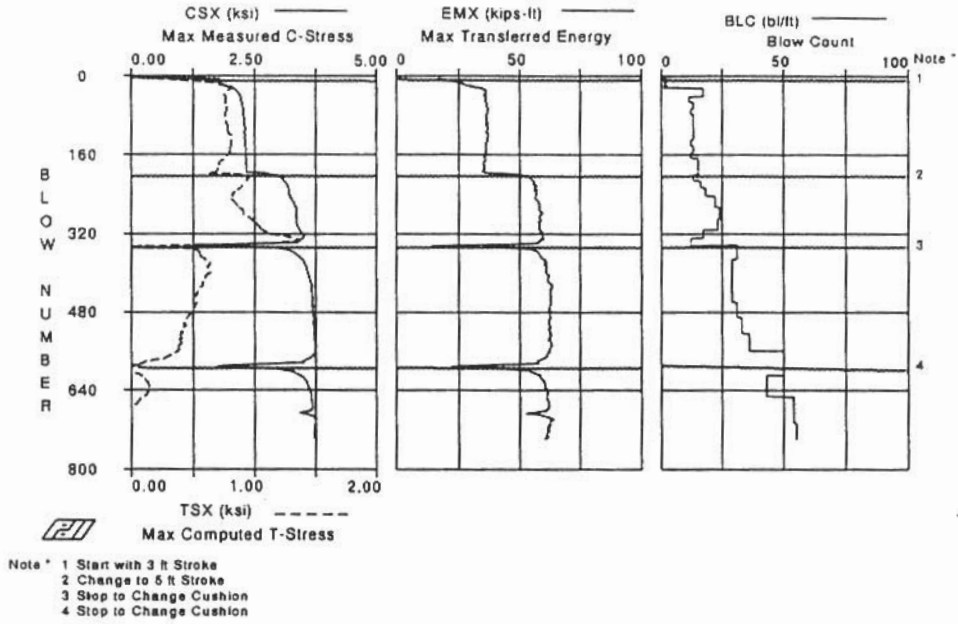 CSX (ksi)
Max Measured C-Stress
EMX (kips-ft)
Max Transferred Energy
BLC (bl/ft)
Blow Count
0.00 2.50 5.00
0 50 100
0 50 100
Note *
0
160
320
480
640
800
BLOW NUMBER
1
2
3
4
0.00 1.00 2.00
TSX (ksi)
Max Computed T-Stress
Note * 1 Start with 3 ft Stroke
2 Change to 5 ft Stroke
3 Stop to Change Cushion
4 Stop to Change Cushion